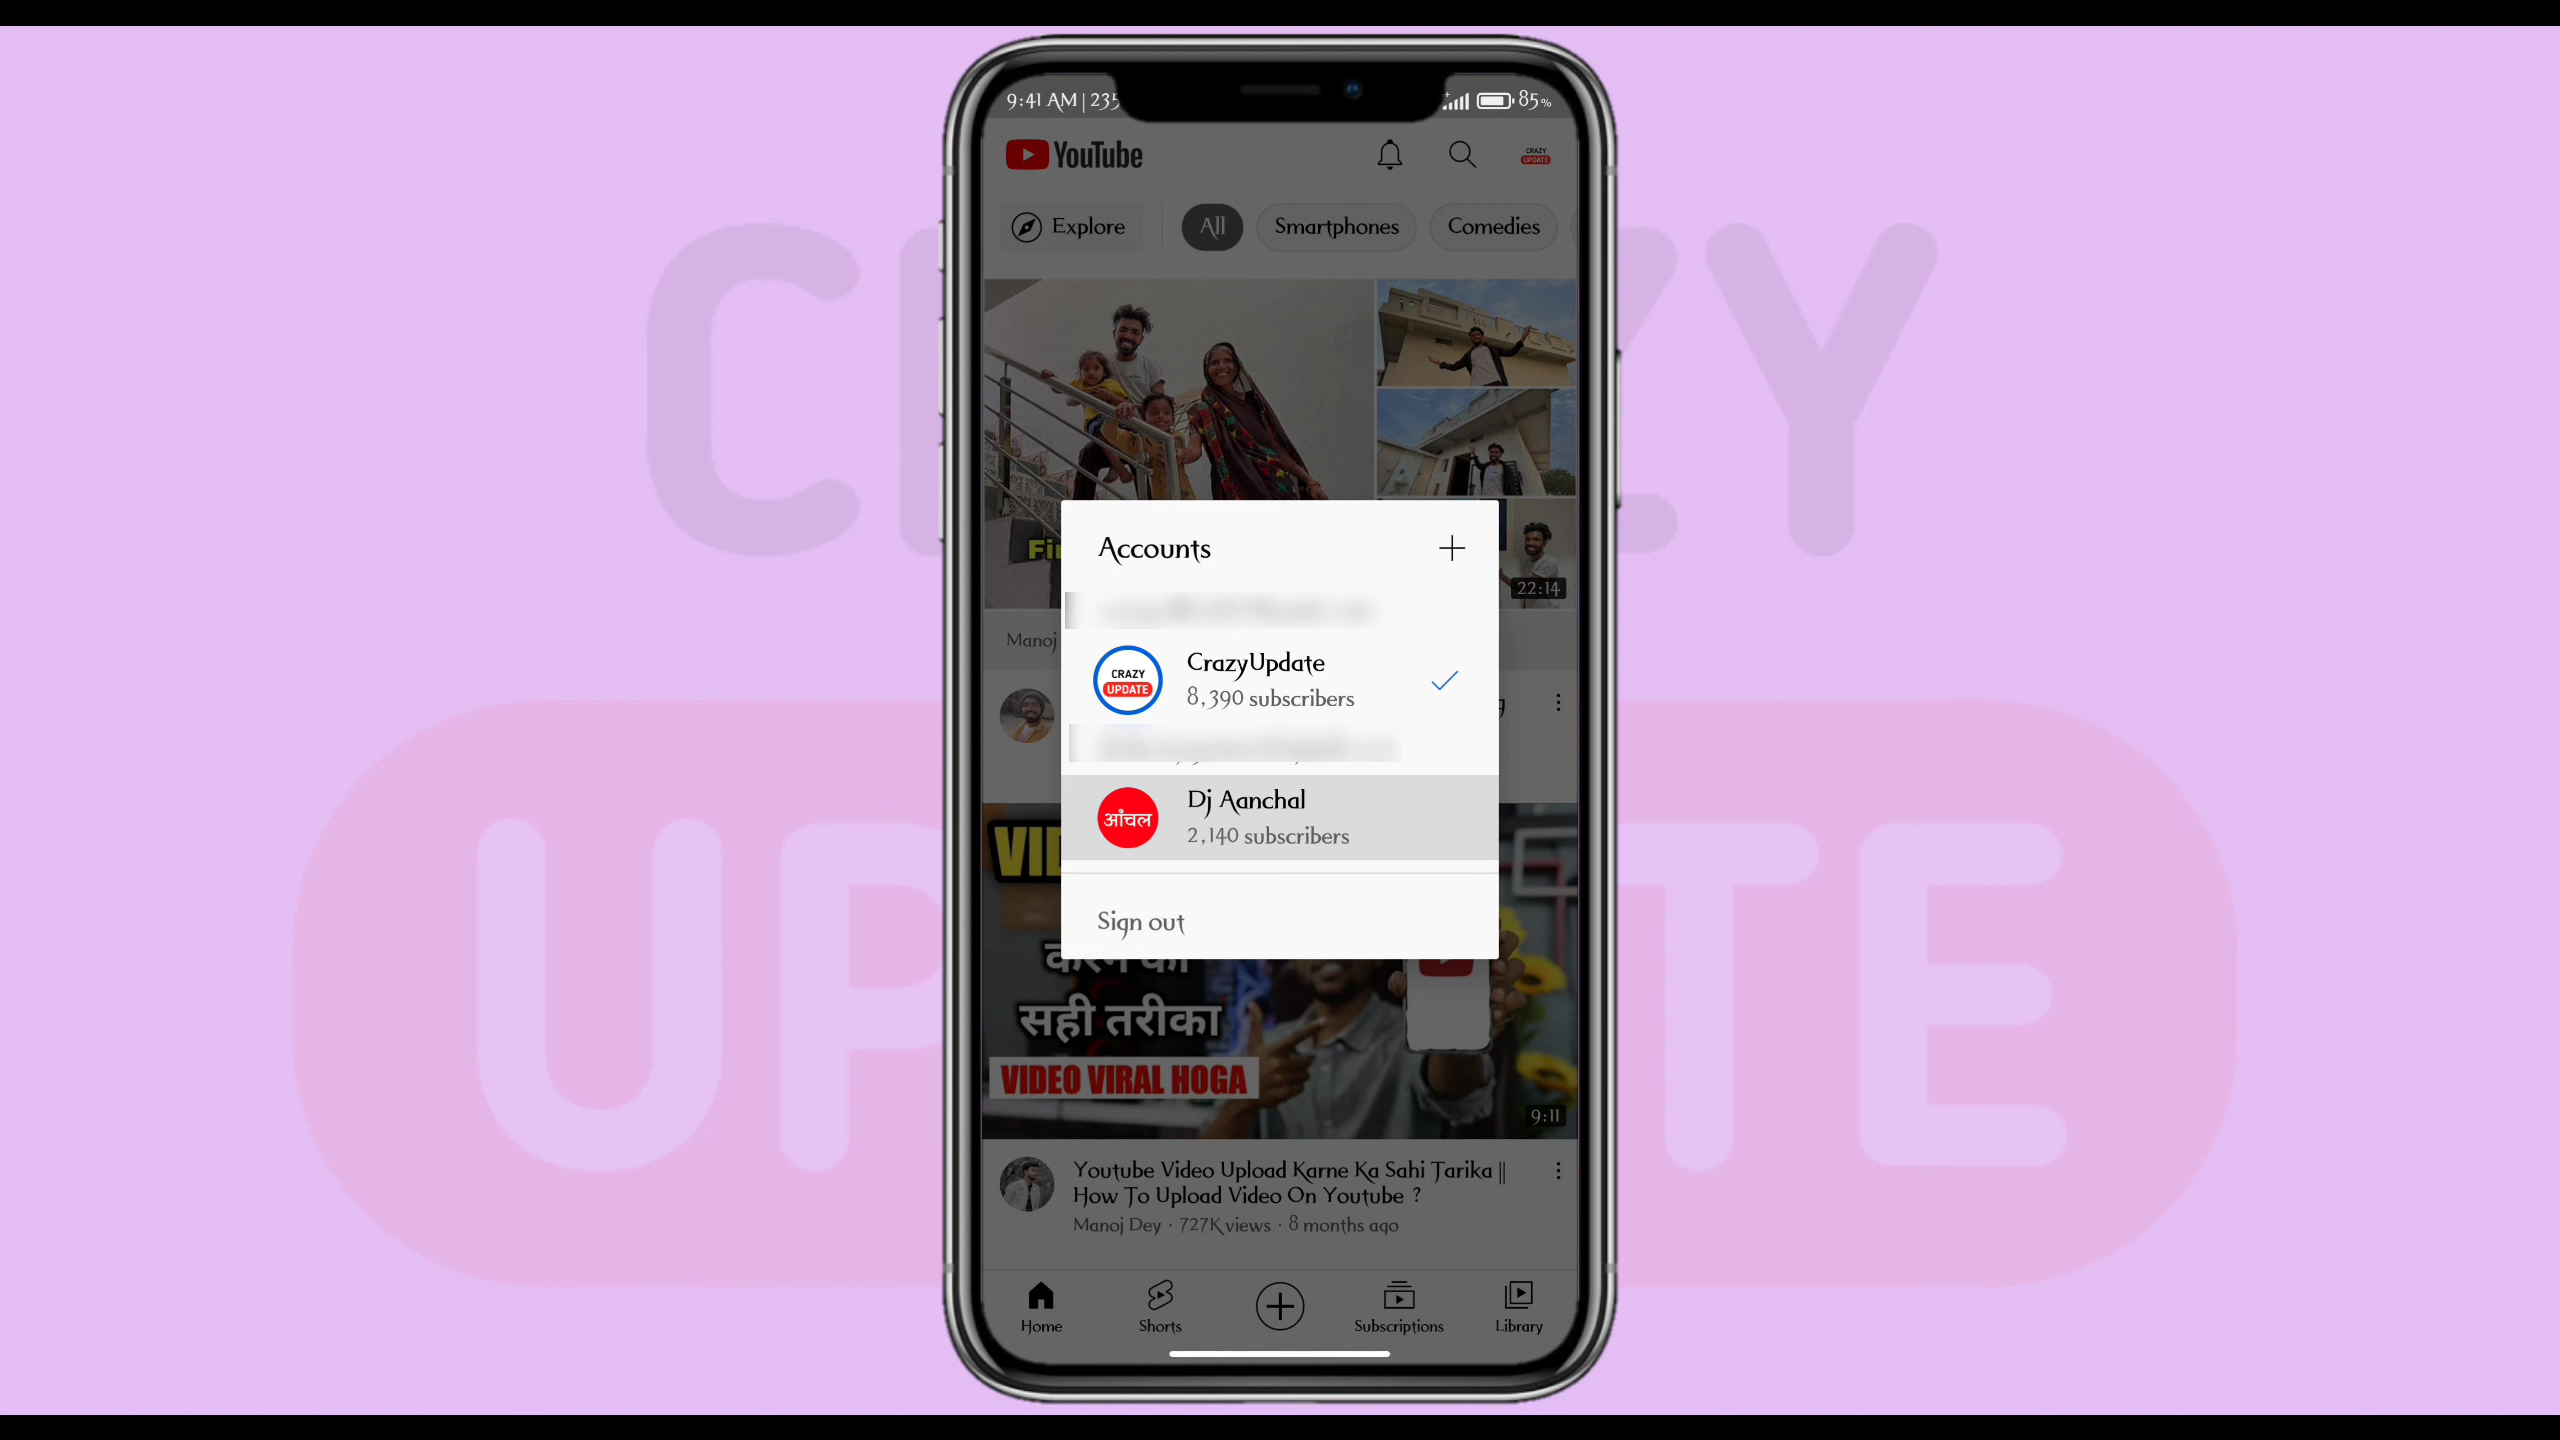 CRAZY
UPDATE
9:41 AM | 235
85%
YouTube
CRAZY
UPDATE
Explore
All
Smartphones
Comedies
22:14
Manoj
Accounts
CRAZY
UPDATE
CrazyUpdate
8,390 subscribers
आंचल
Dj Aanchal
2,140 subscribers
Sign out
सही तरीका
VIDEO VIRAL HOGA
9:11
Youtube Video Upload Karne Ka Sahi Tarika ||
How To Upload Video On Youtube ?
Manoj Dey · 727K views · 8 months ago
Home
Shorts
Subscriptions
Library